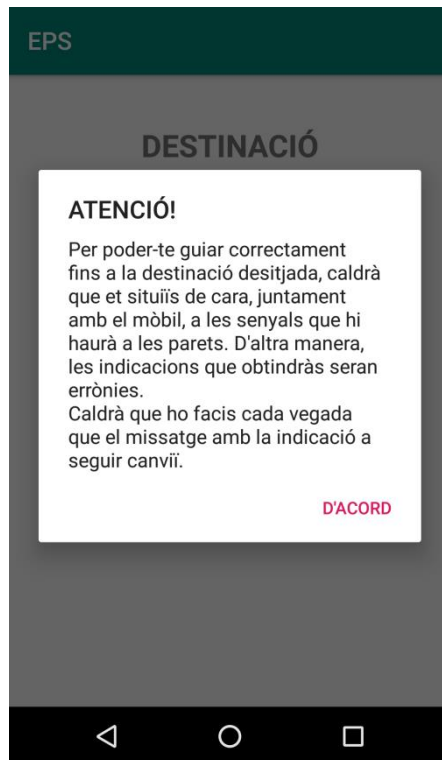 EPS
DESTINACIÓ
ATENCIÓ!
Per poder-te guiar correctament
fins a la destinació desitjada, caldrà
que et situïis de cara, juntament
amb el mòbil, a les senyals que hi
haurà a les parets. D'altra manera,
les indicacions que obtindràs seran
errònies.
Caldrà que ho facis cada vegada
que el missatge amb la indicació a
seguir canvïi.
D'ACORD